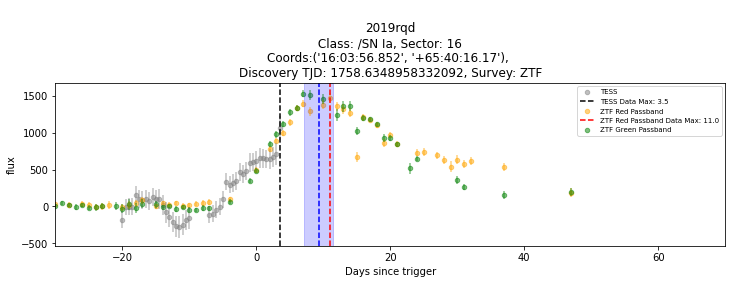 2019rqd
Class: /SN Ia, Sector: 16
Coords:('16:03:56.852', '+65:40:16.17'),
Discovery TJD: 1758.6348958332092, Survey: ZTF
TESS
TESS Data Max: 3.5
ZTF Red Passband
ZTF Red Passband Data Max: 11.0
ZTF Green Passband
flux
1500
1000
500
0
−500
−20
0
20
40
60
Days since trigger